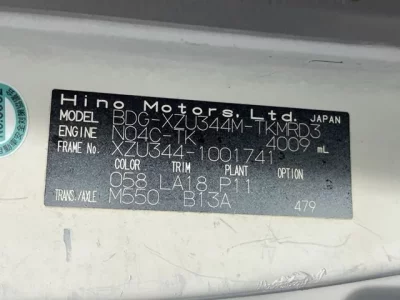 Hino Motors, Ltd. JAPAN
MODEL BDG-XZU344M-TKMRD3
ENGINE N04C-TK 4009 mL
FRAME No. XZU344-1001741
COLOR TRIM PLANT OPTION
058 LA18 P11
TRANS./AXLE M550 B13A 479